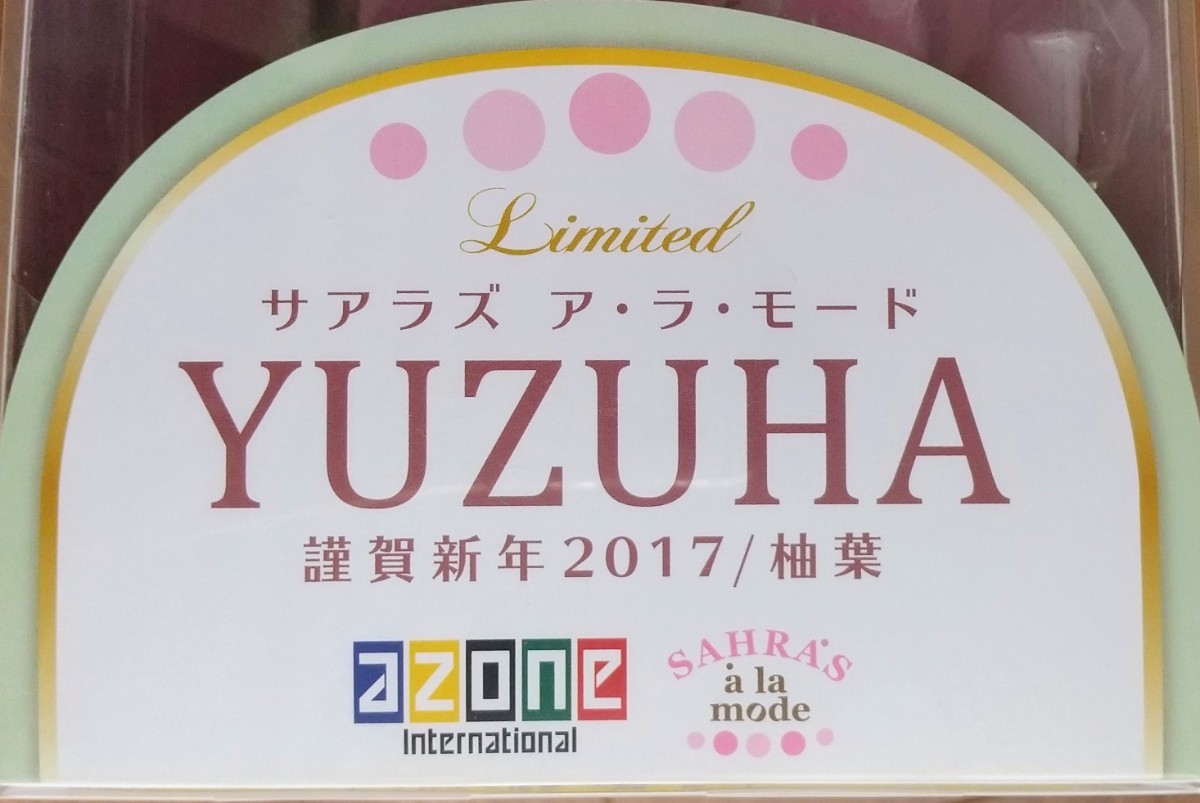 Limited
サアラズ ア・ラ・モード
YUZUHA
謹賀新年2017/柚葉
azone
International
SAHRA'S
à la
mode